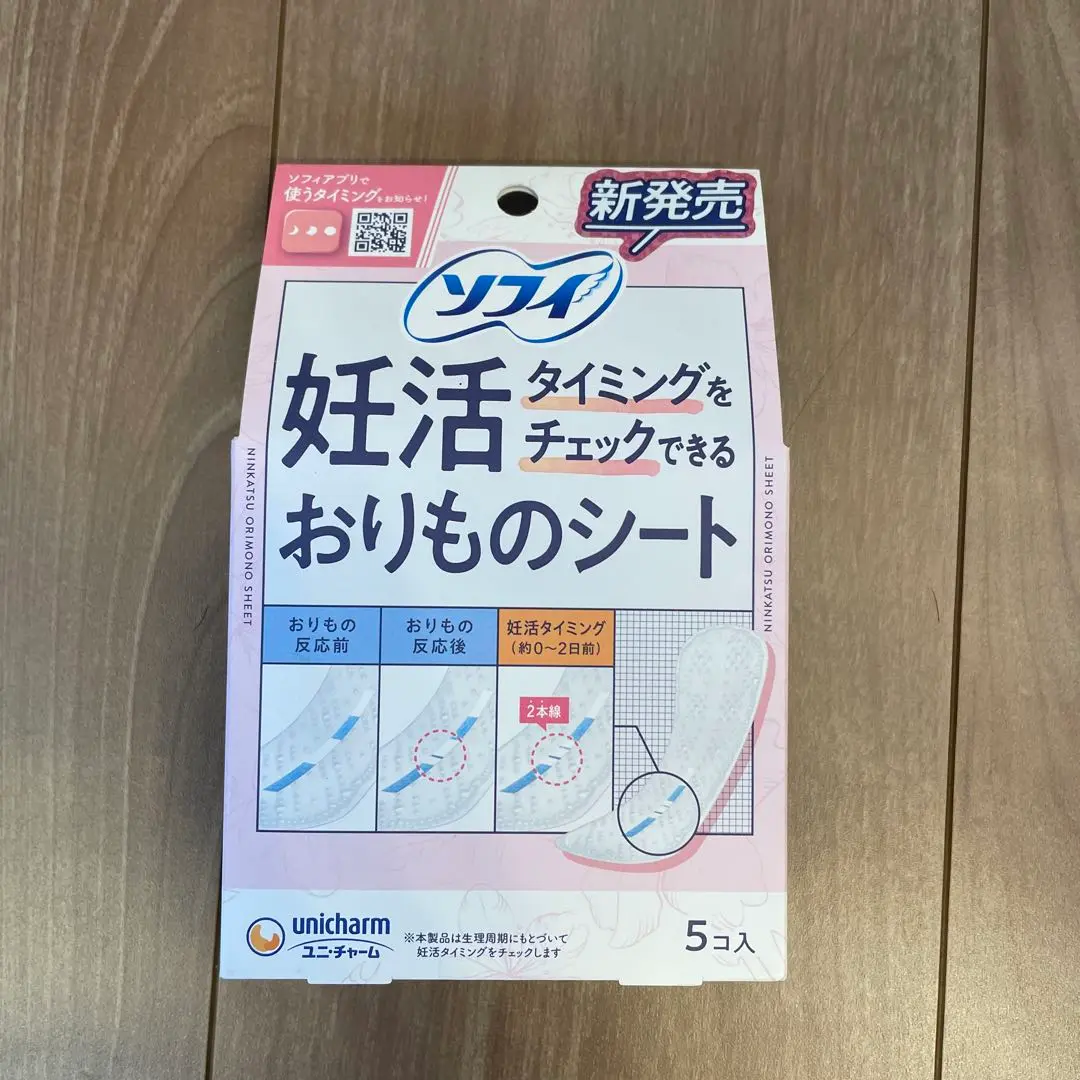 ソフィアプリで
使うタイミングをお知らせ!
新発売
ソフィ
妊活
タイミングを
チェックできる
おりものシート
NINKATSU ORIMONO SHEET
NINKATSU ORIMONO SHEET
おりもの
反応前
おりもの
反応後
妊活タイミング
(約0〜2日前)
2本線
unicharm
ユニ・チャーム
※本製品は生理周期にもとづいて
妊活タイミングをチェックします
5コ入